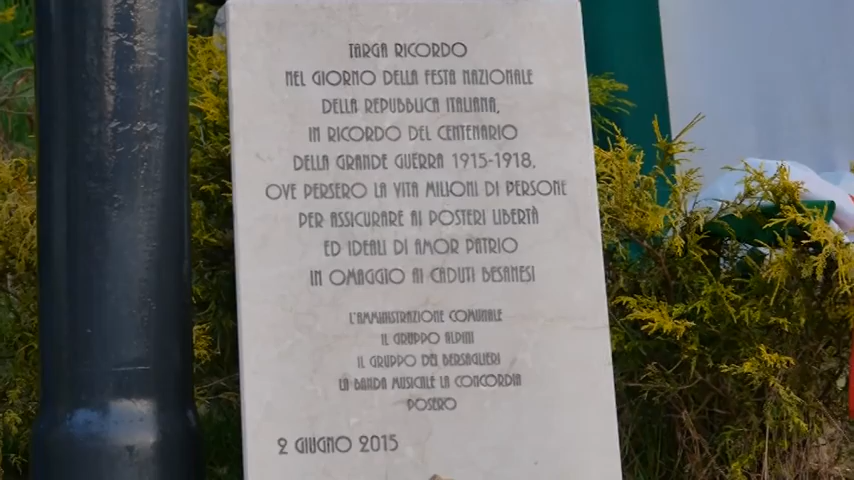 TARGA RICORDO
NEL GIORNO DELLA FESTA NAZIONALE
DELLA REPUBBLICA ITALIANA,
IN RICORDO DEL CENTENARIO
DELLA GRANDE GUERRA 1915-1918,
OVE PERSERO LA VITA MILIONI DI PERSONE
PER ASSICURARE AI POSTERI LIBERTÀ
ED IDEALI DI AMOR PATRIO
IN OMAGGIO AI CADUTI BESANESI
L'AMMINISTRAZIONE COMUNALE
IL GRUPPO ALPINI
IL GRUPPO DEI BERSAGLIERI
LA BANDA MUSICALE LA CONCORDIA
POSERO
2 GIUGNO 2015